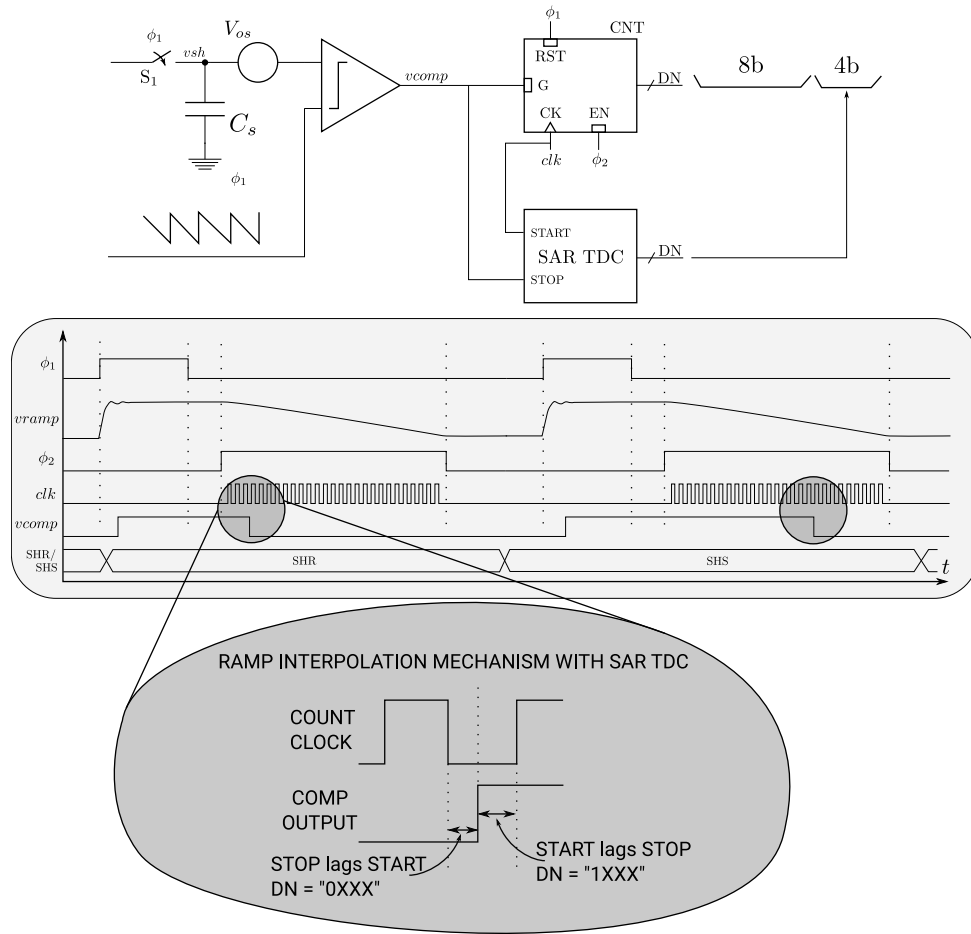 ϕ1
CNT
Vos
ϕ1
vsh
S1
RST
vcomp
G
DN
8b
4b
Cs
CK
EN
clk
ϕ2
ϕ1
START
SAR TDC
DN
STOP
ϕ1
vramp
ϕ2
clk
vcomp
SHR/
SHS
SHR
SHS
t
RAMP INTERPOLATION MECHANISM WITH SAR TDC
COUNT
CLOCK
COMP
OUTPUT
STOP lags START
DN = "0XXX"
START lags STOP
DN = "1XXX"